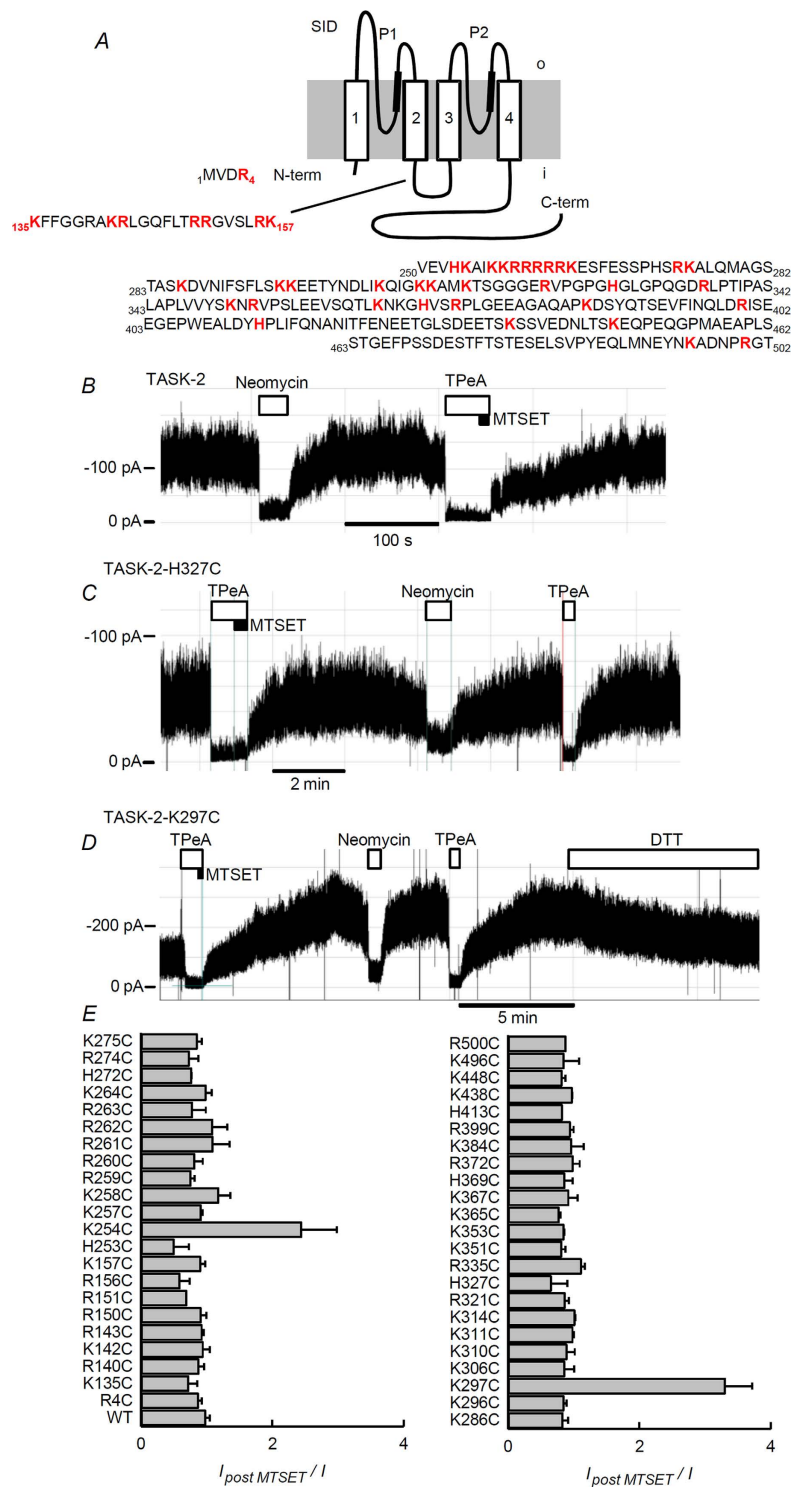 A
SID
P1
P2
o
1
2
3
4
1MVDR4
N-term
i
C-term
135KFFGGRAKRLGQFLTRRGVSLRK157
250VEVHKAIKKRRRRRKESFESSPHSRKALQMAGS282
283TASKDVNIFSFLSKKEETYNDLIKQIGKKAMKTSGGGERVPGPGHGLGPQGDRLPTIPAS342
343LAPLVVYSKNRVPSLEEVSQTLKNKGHVSRPLGEEAGAQAPKDSYQTSEVFINQLDRISE402
403EGEPWEALDYHPLIFQNANITFENEETGLSDEETSKSSVEDNLTSKEQPEQGPMAEAPLS462
463STGEFPSSDESTFTSTESELSVPYEQLMNEYNKADNPRGT502
B
TASK-2
Neomycin
TPeA
MTSET
-100 pA
0 pA
100 s
TASK-2-H327C
C
TPeA
Neomycin
TPeA
MTSET
-100 pA
0 pA
2 min
TASK-2-K297C
D
TPeA
Neomycin
TPeA
DTT
MTSET
-200 pA
0 pA
5 min
E
K275C
R274C
H272C
K264C
R263C
R262C
R261C
R260C
R259C
K258C
K257C
K254C
H253C
K157C
R156C
R151C
R150C
R143C
K142C
R140C
K135C
R4C
WT
0
2
4
I post MTSET / I
R500C
K496C
K448C
K438C
H413C
R399C
K384C
R372C
H369C
K367C
K365C
K353C
K351C
R335C
H327C
R321C
K314C
K311C
K310C
K306C
K297C
K296C
K286C
0
2
4
I post MTSET / I